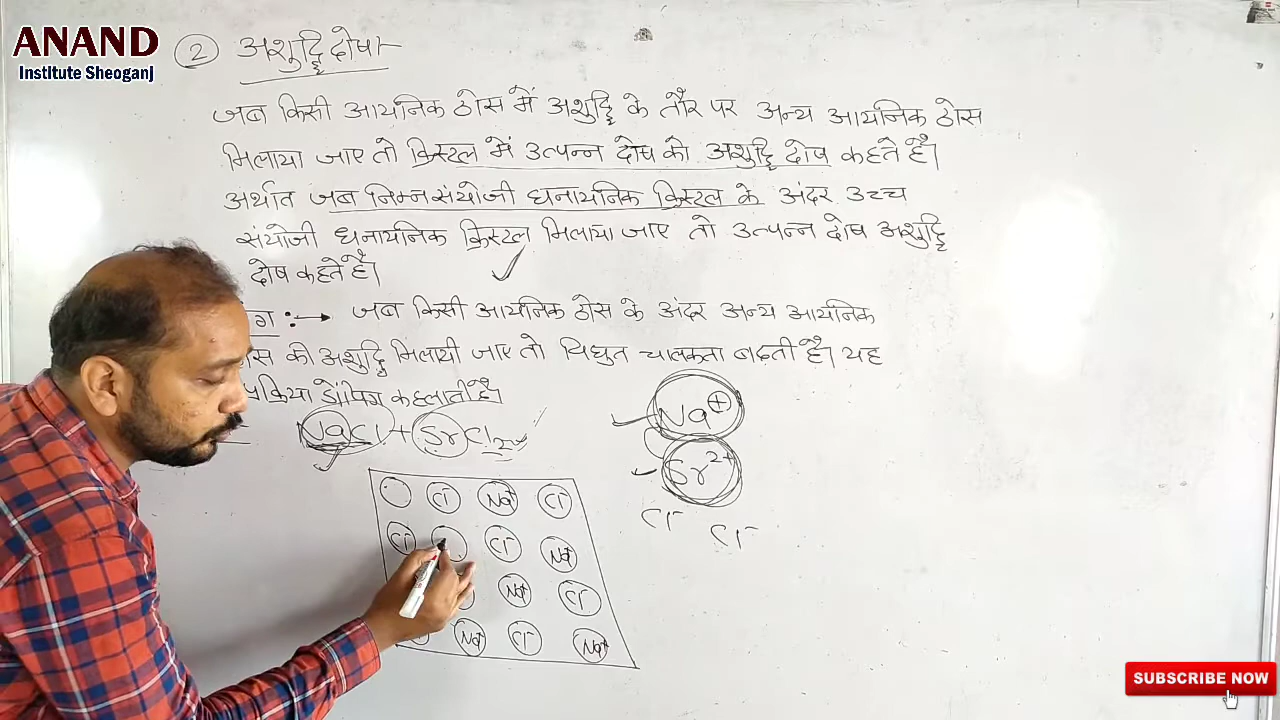 ANAND
Institute Sheoganj
② अशुद्धि दोष :-
जब किसी आयनिक ठोस में अशुद्धि के तौर पर अन्य आयनिक ठोस
मिलाया जाए तो क्रिस्टल में उत्पन्न दोष को अशुद्धि दोष कहते हैं।
अर्थात जब निम्न संयोजी धनायनिक क्रिस्टल के अंदर उच्च
संयोजी धनायनिक क्रिस्टल मिलाया जाए तो उत्पन्न दोष अशुद्धि
दोष कहते हैं।
ग :→ जब किसी आयनिक ठोस के अंदर अन्य आयनिक
स की अशुद्धि मिलायी जाए तो विधुत चालकता बढ़ती है। यह
प्रक्रिया डोपिंग कहलाती है।
NaCl + SrCl₂
Na⁺
Sr²⁺
Cl⁻ Cl⁻
Cl⁻ Na⁺ Cl⁻
Cl⁻ Cl⁻ Na⁺
Na⁺ Cl⁻
Na⁺ Cl⁻ Na⁺
SUBSCRIBE NOW